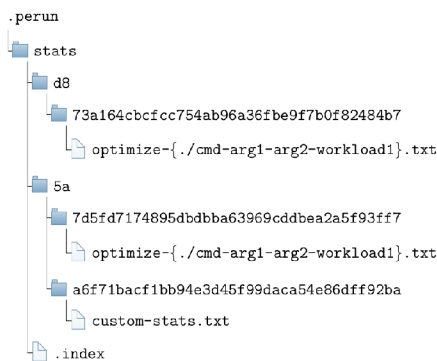 .perun
stats
d8
73a164cbcfcc754ab96a36fbe9f7b0f82484b7
optimize-{./cmd-arg1-arg2-workload1}.txt
5a
7d5fd7174895dbdbba63969cddbea2a5f93ff7
optimize-{./cmd-arg1-arg2-workload1}.txt
a6f71bacf1bb94e3d45f99daca54e86dff92ba
custom-stats.txt
.index